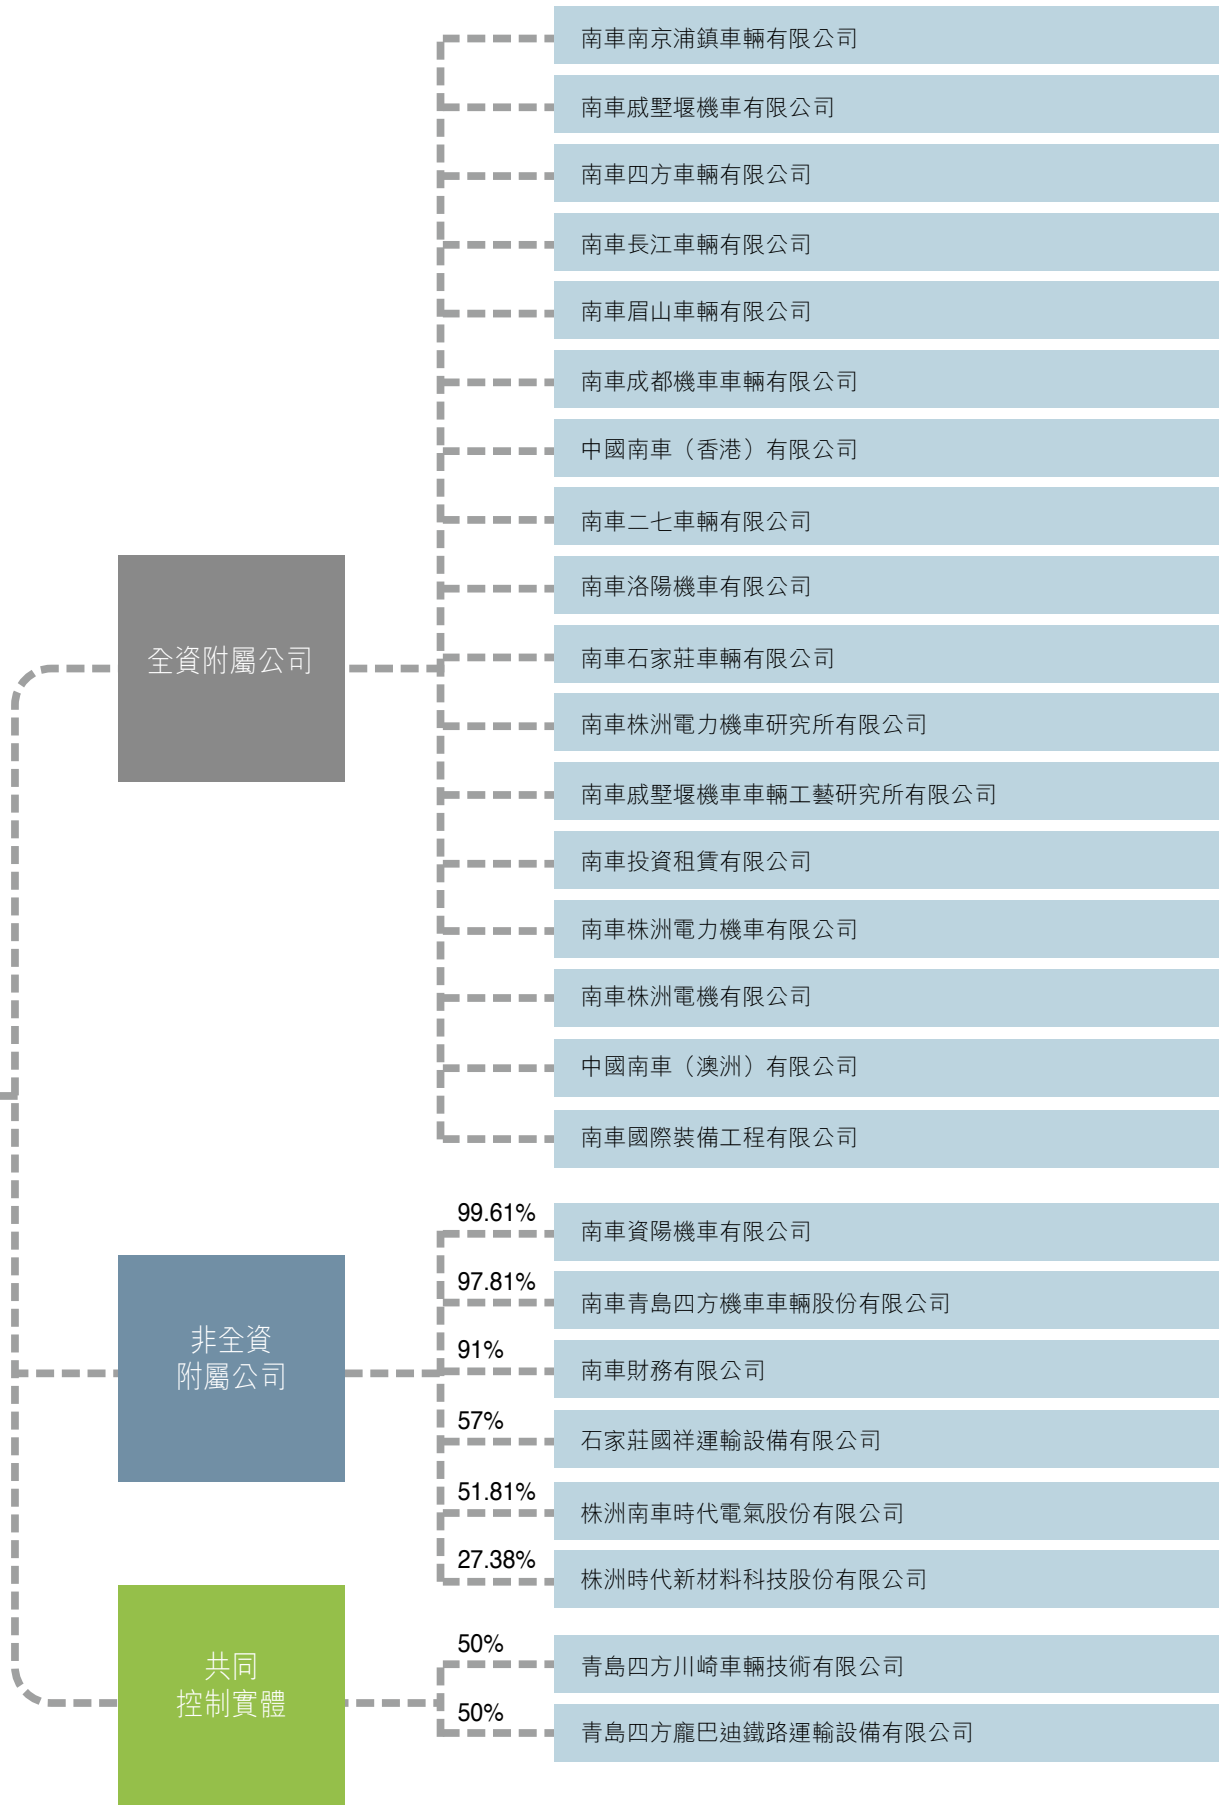 全資附屬公司
南車南京浦鎮車輛有限公司
南車戚墅堰機車有限公司
南車四方車輛有限公司
南車長江車輛有限公司
南車眉山車輛有限公司
南車成都機車車輛有限公司
中國南車（香港）有限公司
南車二七車輛有限公司
南車洛陽機車有限公司
南車石家莊車輛有限公司
南車株洲電力機車研究所有限公司
南車戚墅堰機車車輛工藝研究所有限公司
南車投資租賃有限公司
南車株洲電力機車有限公司
南車株洲電機有限公司
中國南車（澳洲）有限公司
南車國際裝備工程有限公司
非全資
附屬公司
99.61%
南車資陽機車有限公司
97.81%
南車青島四方機車車輛股份有限公司
91%
南車財務有限公司
57%
石家莊國祥運輸設備有限公司
51.81%
株洲南車時代電氣股份有限公司
27.38%
株洲時代新材料科技股份有限公司
共同
控制實體
50%
青島四方川崎車輛技術有限公司
50%
青島四方龐巴迪鐵路運輸設備有限公司